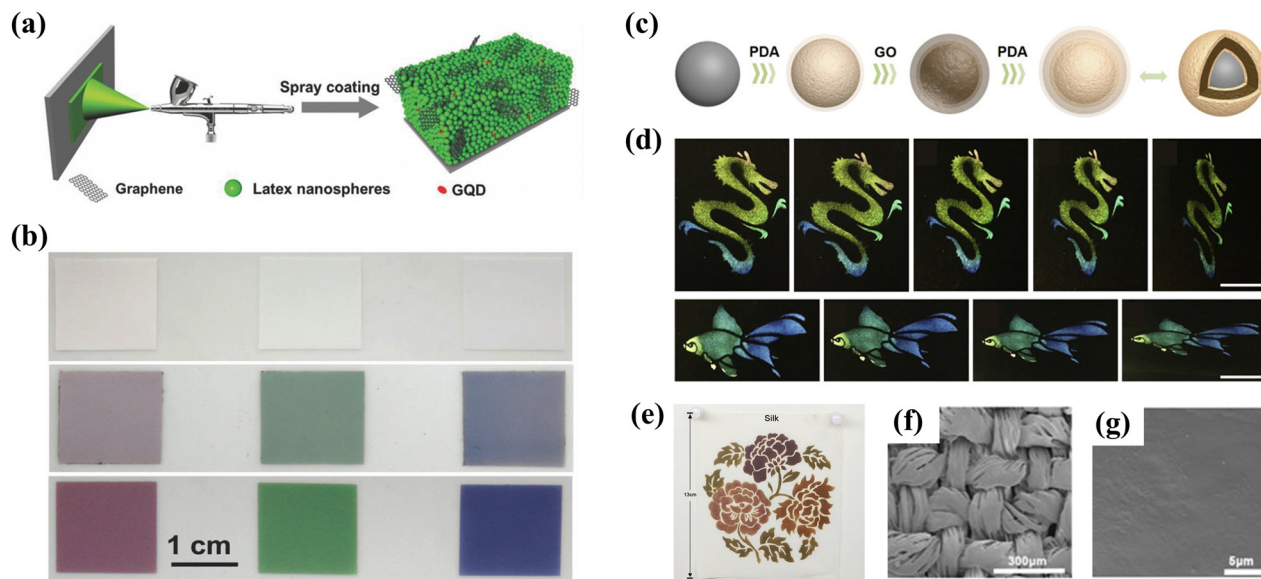 (a)
Spray coating
Graphene
Latex nanospheres
GQD
(b)
1 cm
(c)
PDA
GO
PDA
(d)
(e)
Silk
13cm
(f)
300μm
(g)
5μm